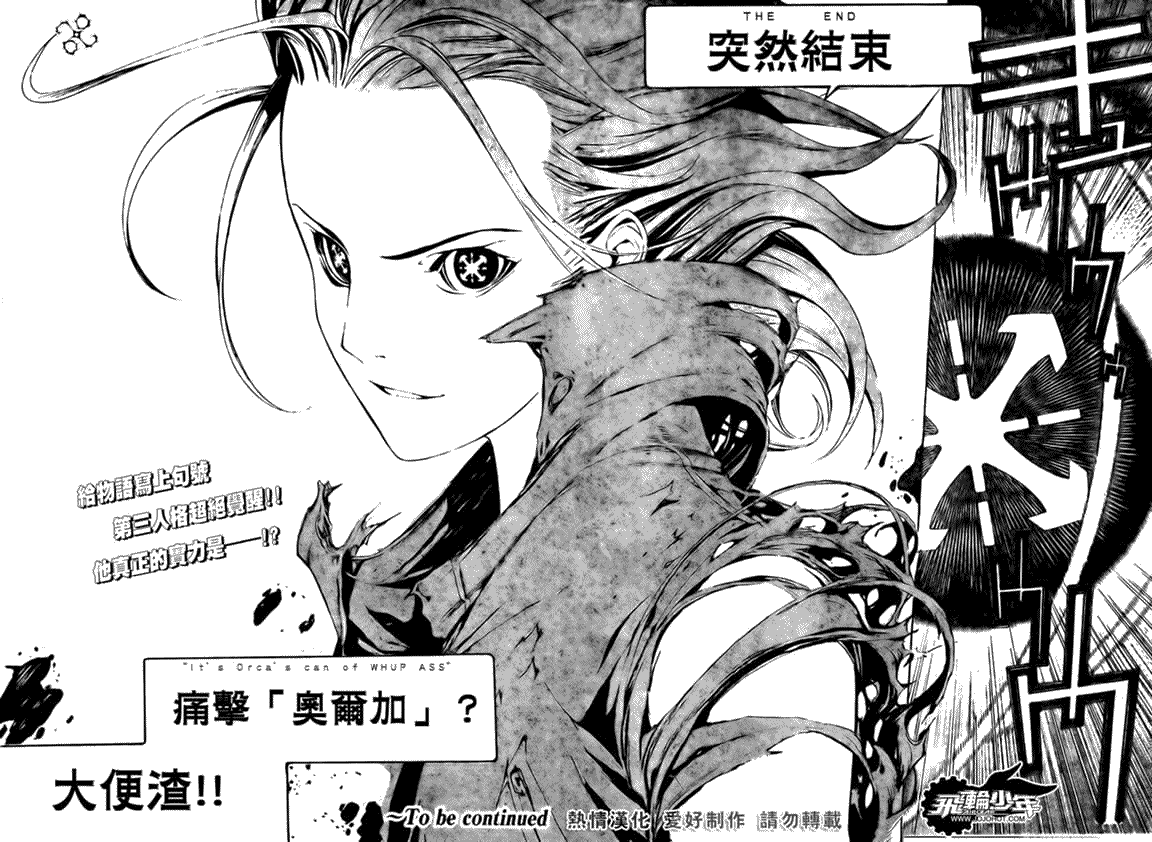 THE END
突然結束
給物語寫上句號
第三人格超絕覺醒!!
他真正的實力是——!?
"It's Orca's can of WHUP ASS"
痛擊「奧爾加」？
大便渣!!
~To be continued 熱情漢化 愛好制作 請勿轉載
飛輪少年